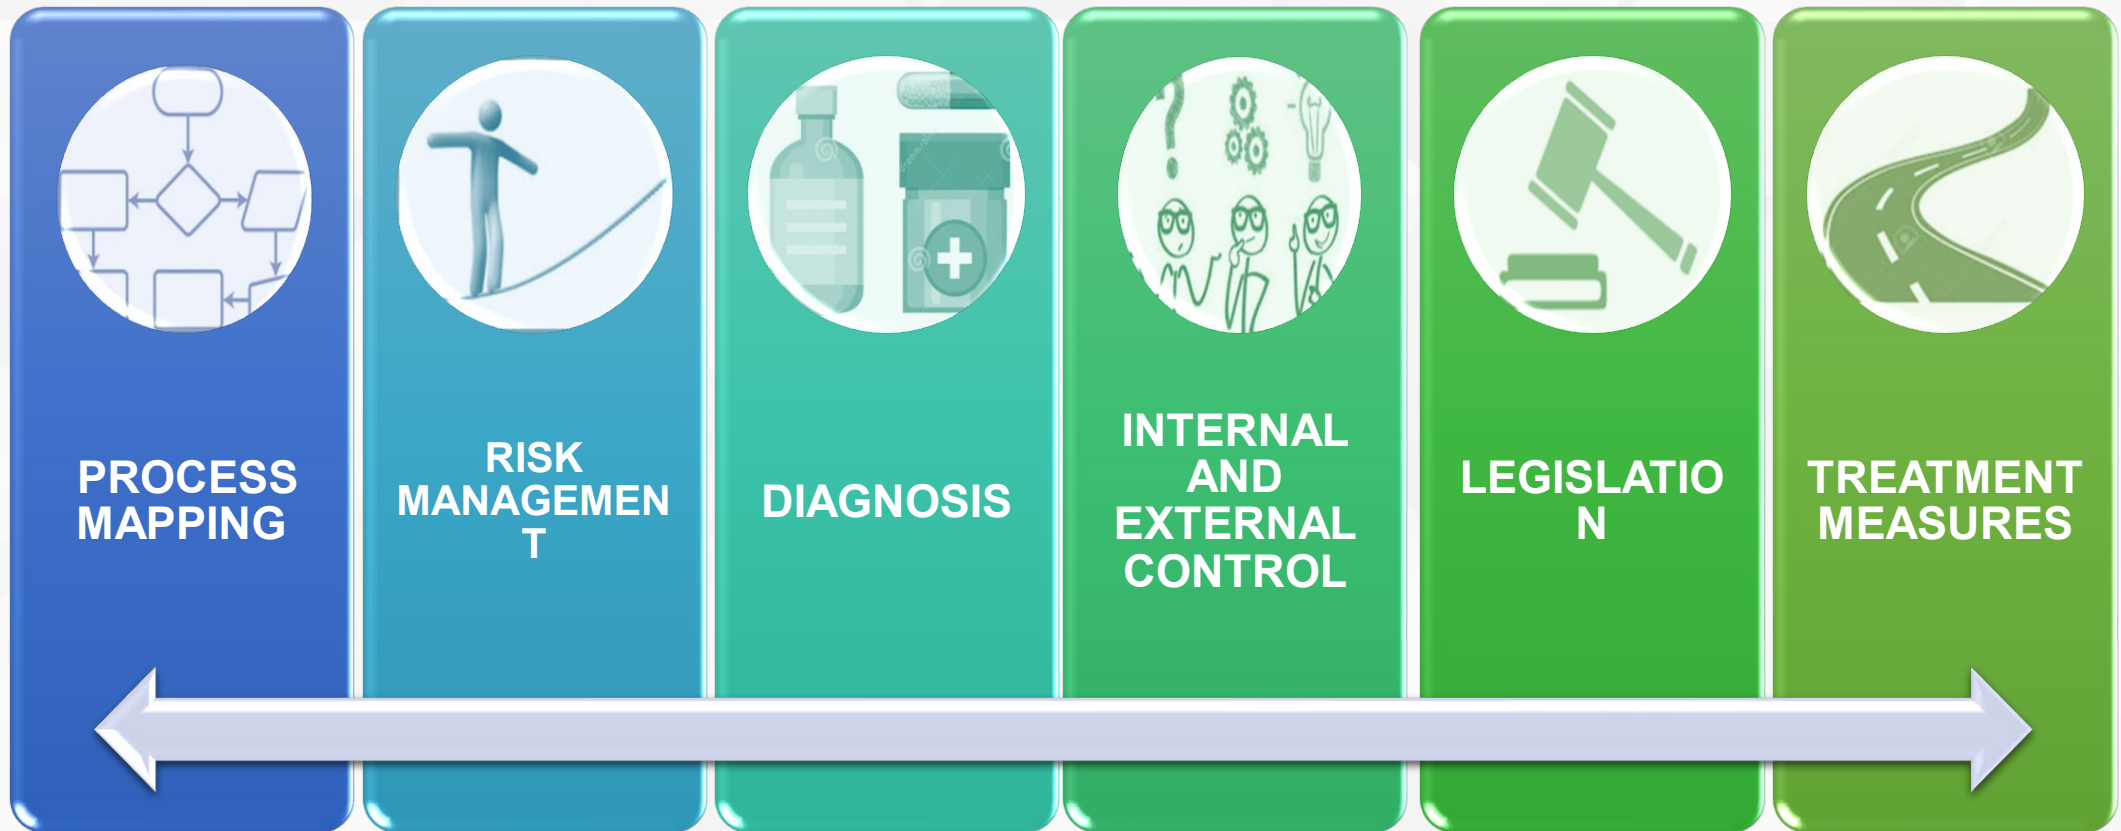 PROCESS
MAPPING
RISK
MANAGEMEN
T
DIAGNOSIS
INTERNAL
AND
EXTERNAL
CONTROL
LEGISLATIO
N
TREATMENT
MEASURES